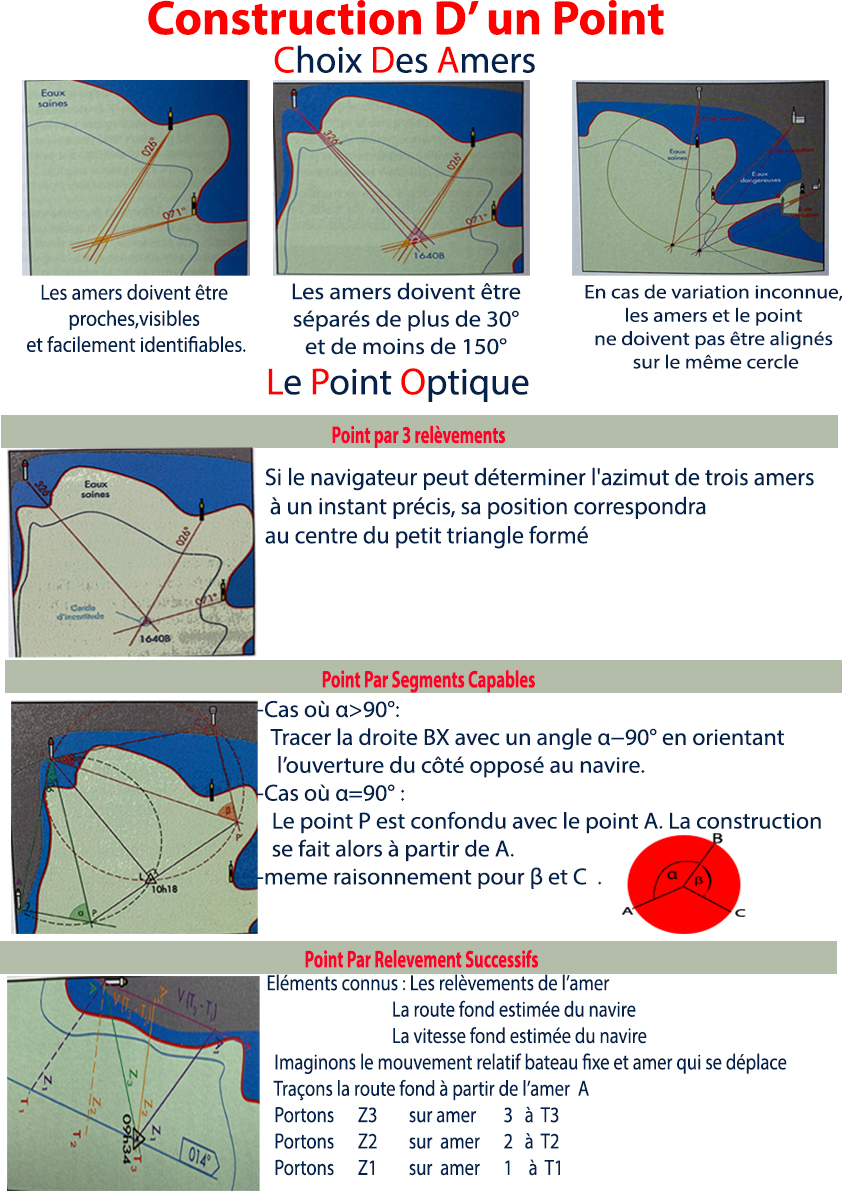 Construction D' un Point
Choix Des Amers
Eaux
saines
026°
071°
326°
026°
071°
1640B
Eaux
saines
Eaux
dangereuses
Les amers doivent être
proches,visibles
et facilement identifiables.
Les amers doivent être
séparés de plus de 30°
et de moins de 150°
En cas de variation inconnue,
les amers et le point
ne doivent pas être alignés
sur le même cercle
Le Point Optique
Point par 3 relèvements
326°
Eaux
saines
026°
071°
Cercle
d'incertitude
1640B
Si le navigateur peut déterminer l'azimut de trois amers
à un instant précis, sa position correspondra
au centre du petit triangle formé
Point Par Segments Capables
α
L
10h18
P
-Cas où α>90°:
Tracer la droite BX avec un angle α–90° en orientant
l'ouverture du côté opposé au navire.
-Cas où α=90° :
Le point P est confondu avec le point A. La construction
se fait alors à partir de A.
-meme raisonnement pour β et C .
B
α
β
A
C
Point Par Relevement Successifs
V (T3 - T1)
Z1
Z2
Z3
Z2
Z1
T1
T2
T3
09h34
014°
Eléments connus : Les relèvements de l'amer
La route fond estimée du navire
La vitesse fond estimée du navire
Imaginons le mouvement relatif bateau fixe et amer qui se déplace
Traçons la route fond à partir de l'amer A
Portons Z3 sur amer 3 à T3
Portons Z2 sur amer 2 à T2
Portons Z1 sur amer 1 à T1